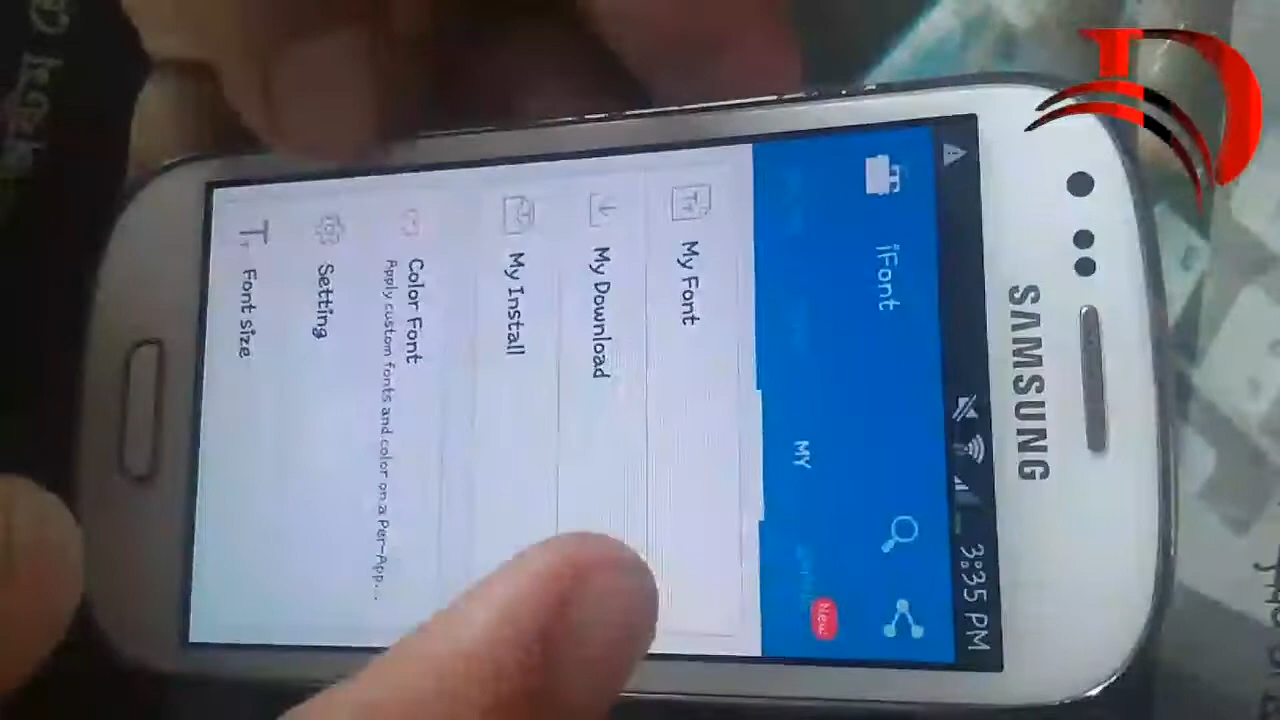 SAMSUNG
3:35 PM
iFont
MY
New
My Font
My Download
My Install
Color Font
Apply custom fonts and color on a Per-App...
Setting
Font size